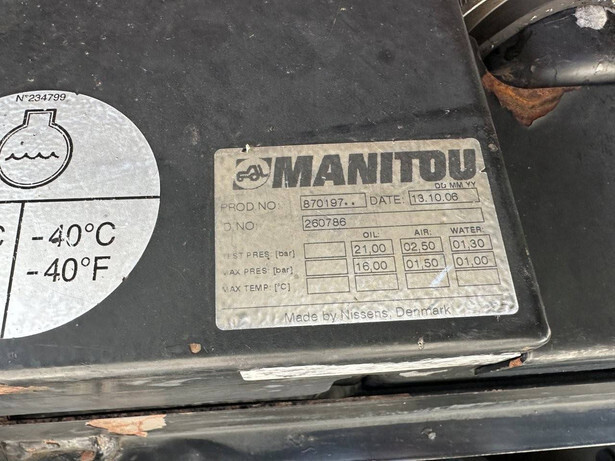 N°234799
-40°C
-40°F
MANITOU
DD MM YY
PROD.NO: 870197.. DATE: 13.10.06
D.NO: 260786
OIL: AIR: WATER:
TEST PRES: [bar] 21,00 02,50 01,30
MAX PRES: [bar] 16,00 01,50 01,00
MAX TEMP: [°C]
Made by Nissens, Denmark